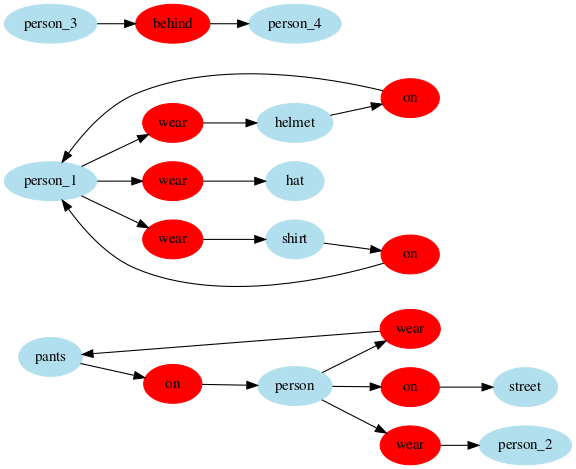 person_3 behind person_4
on
wear helmet
person_1 wear hat
wear shirt
on
wear
pants
on person on street
wear person_2